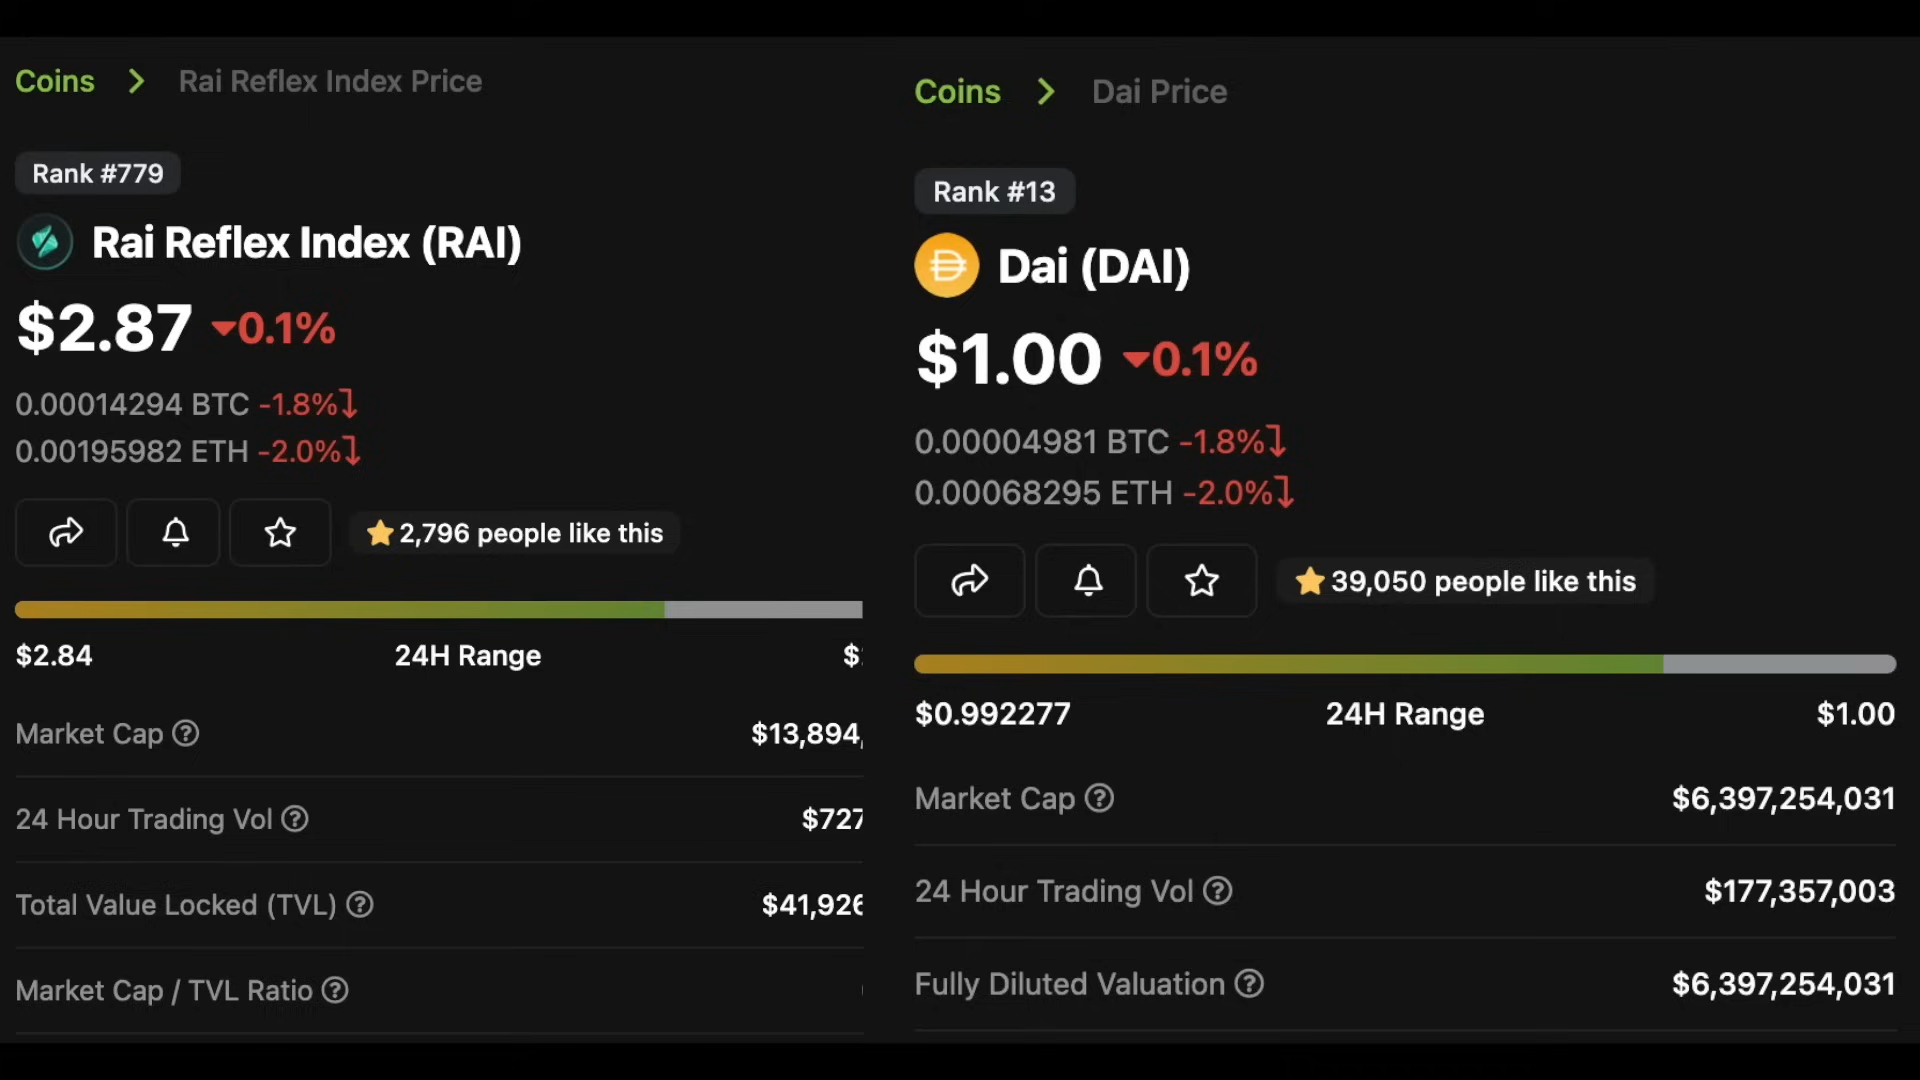 Coins > Rai Reflex Index Price
Rank #779
Rai Reflex Index (RAI)
$2.87 0.1%
0.00014294 BTC -1.8%
0.00195982 ETH -2.0%
2,796 people like this
$2.84 24H Range $
Market Cap $13,894,
24 Hour Trading Vol $727
Total Value Locked (TVL) $41,926
Market Cap / TVL Ratio
Coins > Dai Price
Rank #13
Dai (DAI)
$1.00 0.1%
0.00004981 BTC -1.8%
0.00068295 ETH -2.0%
39,050 people like this
$0.992277 24H Range $1.00
Market Cap $6,397,254,031
24 Hour Trading Vol $177,357,003
Fully Diluted Valuation $6,397,254,031